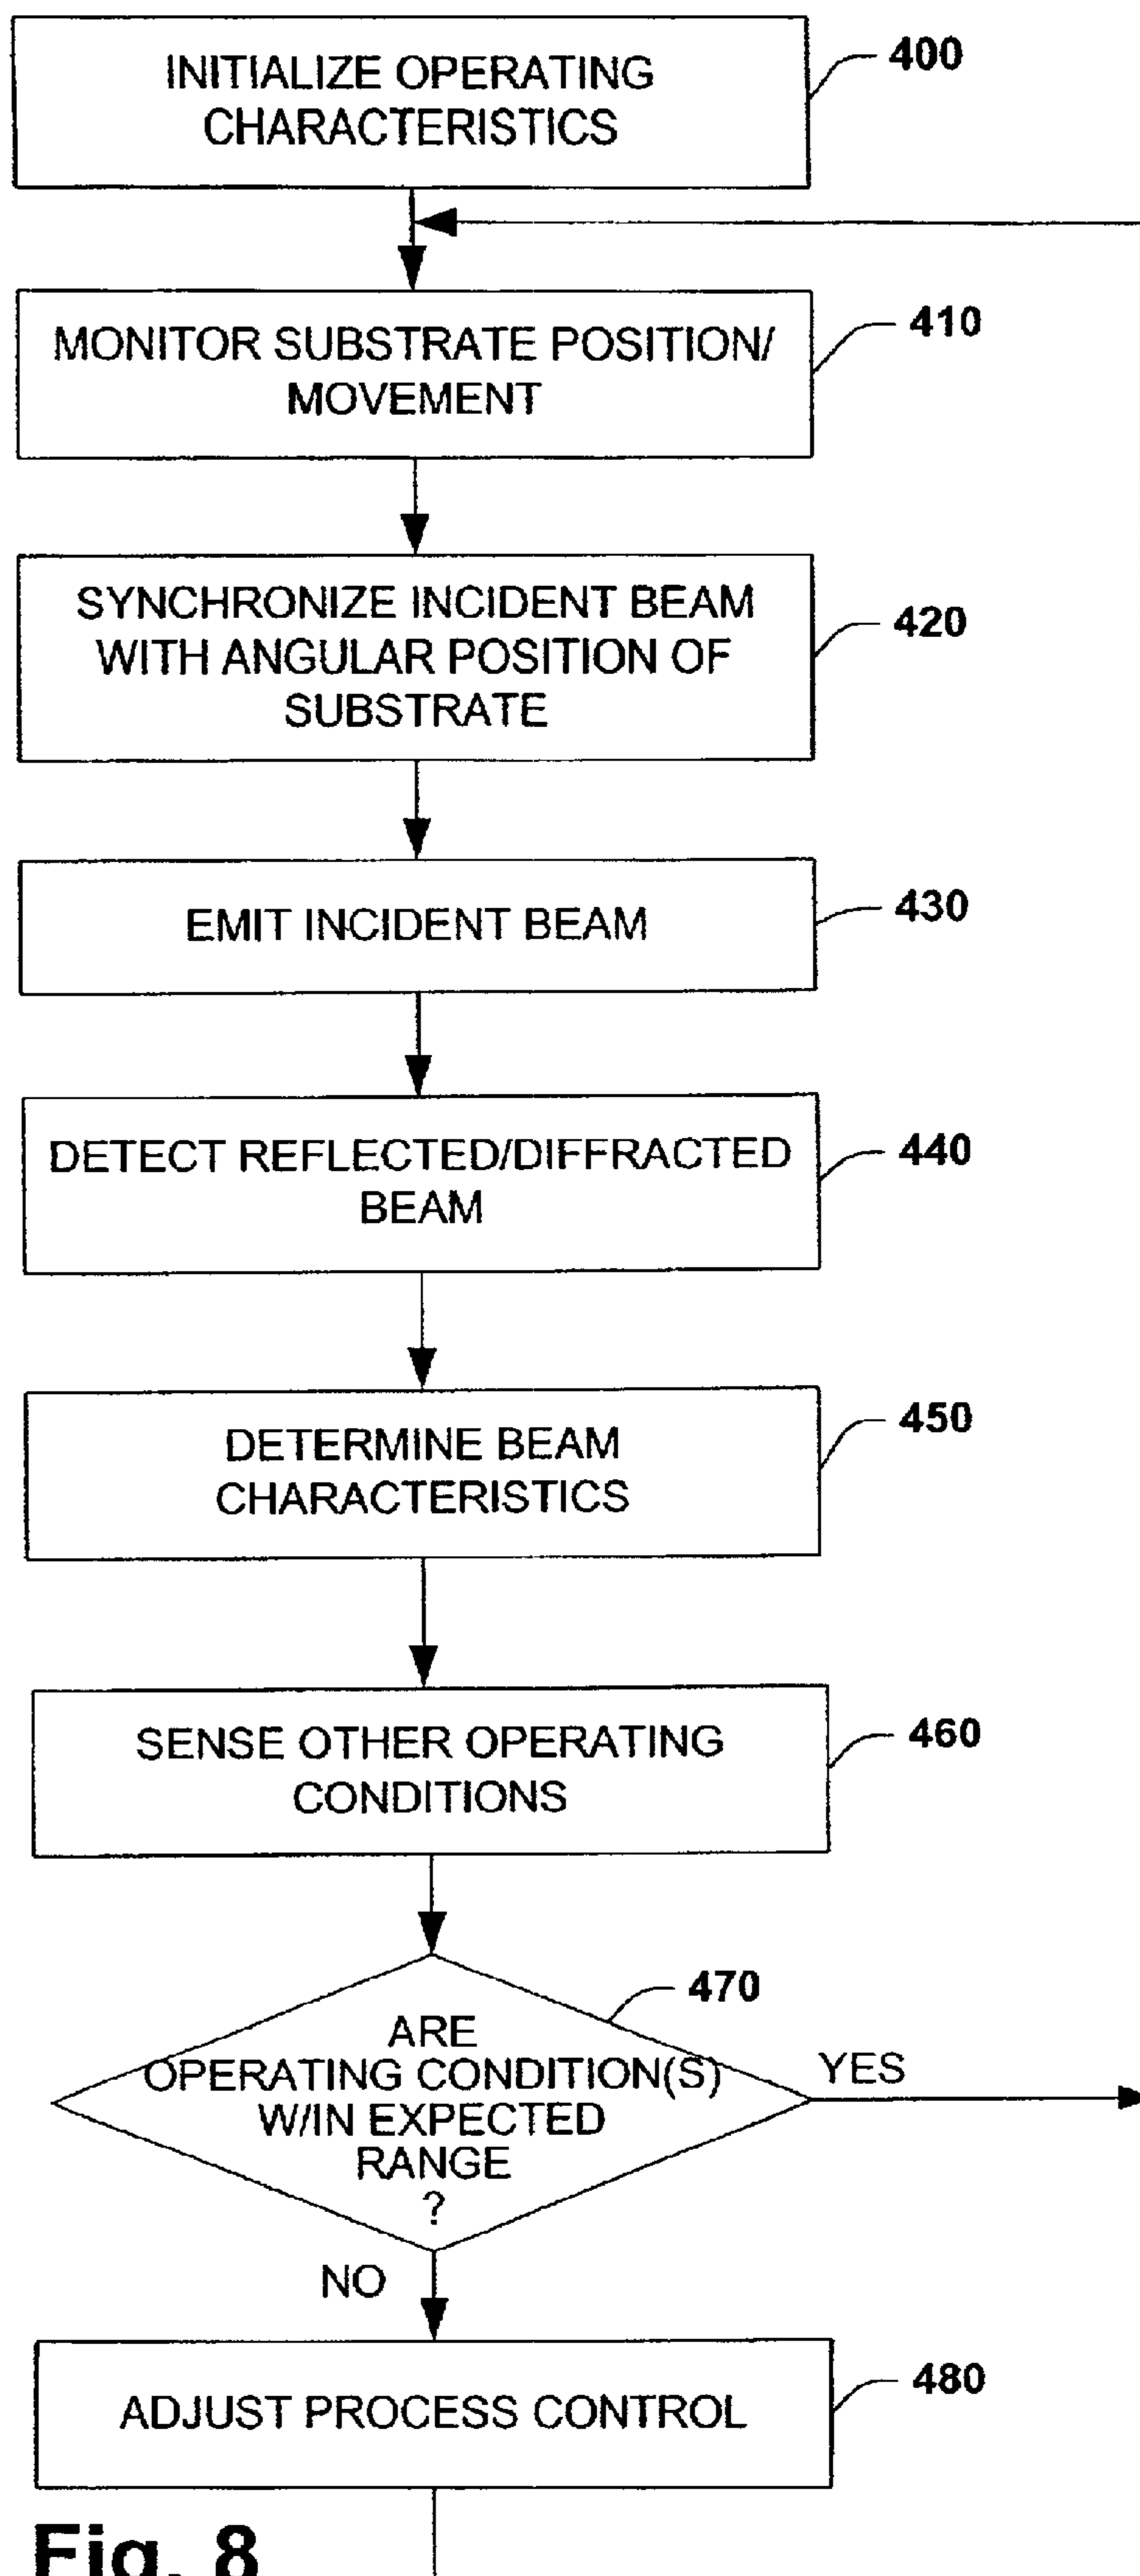 INITIALIZE OPERATING
CHARACTERISTICS
400
MONITOR SUBSTRATE POSITION/
MOVEMENT
410
SYNCHRONIZE INCIDENT BEAM
WITH ANGULAR POSITION OF
SUBSTRATE
420
EMIT INCIDENT BEAM
430
DETECT REFLECTED/DIFFRACTED
BEAM
440
DETERMINE BEAM
CHARACTERISTICS
450
SENSE OTHER OPERATING
CONDITIONS
460
470
ARE
OPERATING CONDITION(S)
W/IN EXPECTED
RANGE
?
YES
NO
ADJUST PROCESS CONTROL
480
Fig. 8